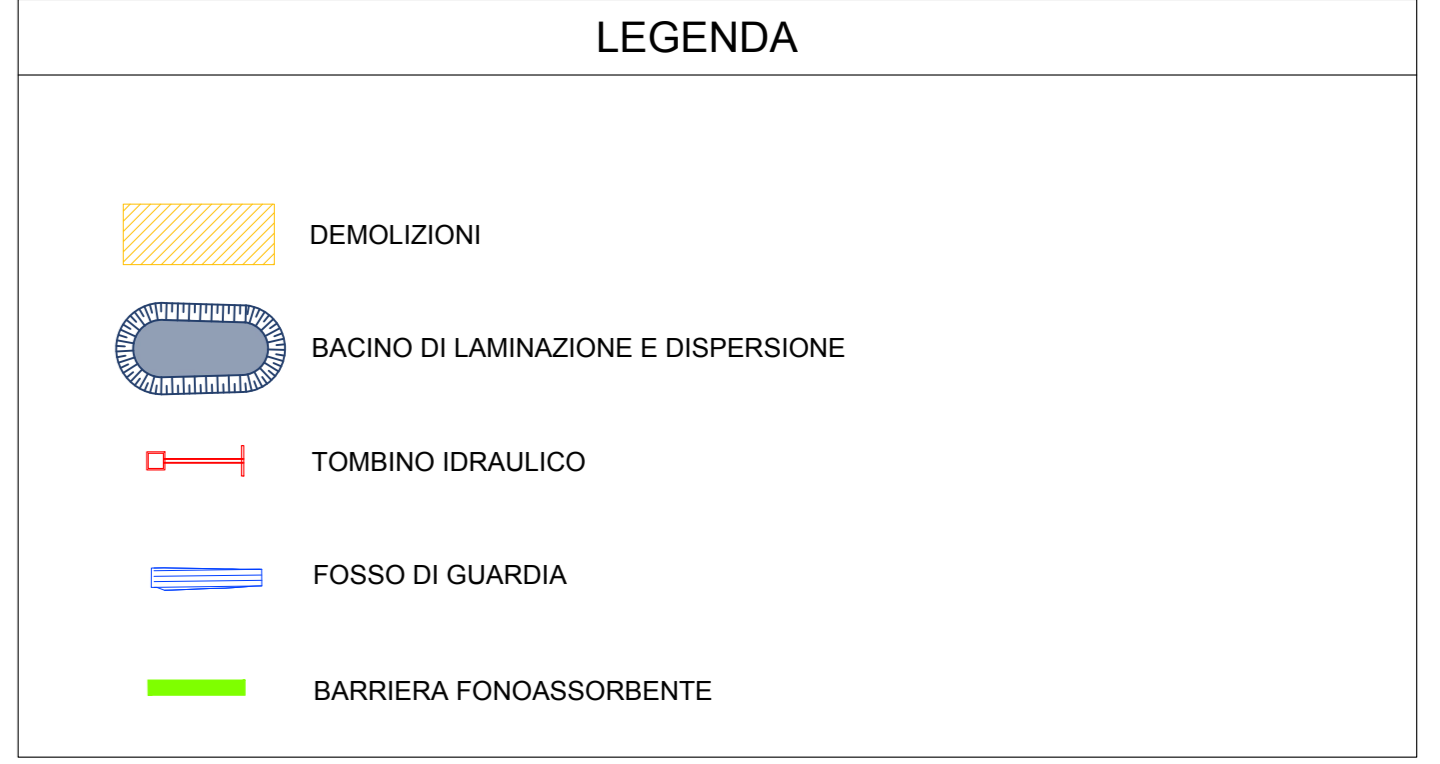 LEGENDA
DEMOLIZIONI
BACINO DI LAMINAZIONE E DISPERSIONE
TOMBINO IDRAULICO
FOSSO DI GUARDIA
BARRIERA FONOASSORBENTE